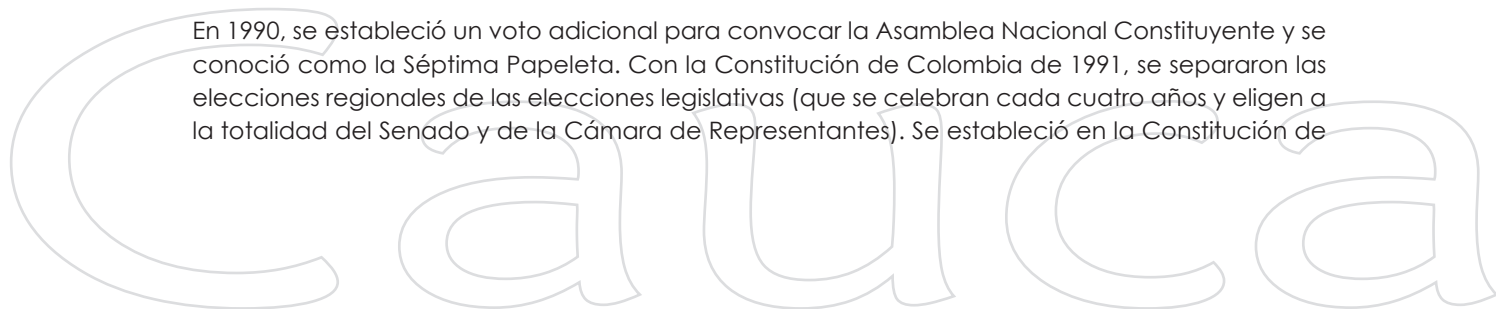 En 1990, se estableció un voto adicional para convocar la Asamblea Nacional Constituyente y se
conoció como la Séptima Papeleta. Con la Constitución de Colombia de 1991, se separaron las
elecciones regionales de las elecciones legislativas (que se celebran cada cuatro años y eligen a
la totalidad del Senado y de la Cámara de Representantes). Se estableció en la Constitución de
Cauca